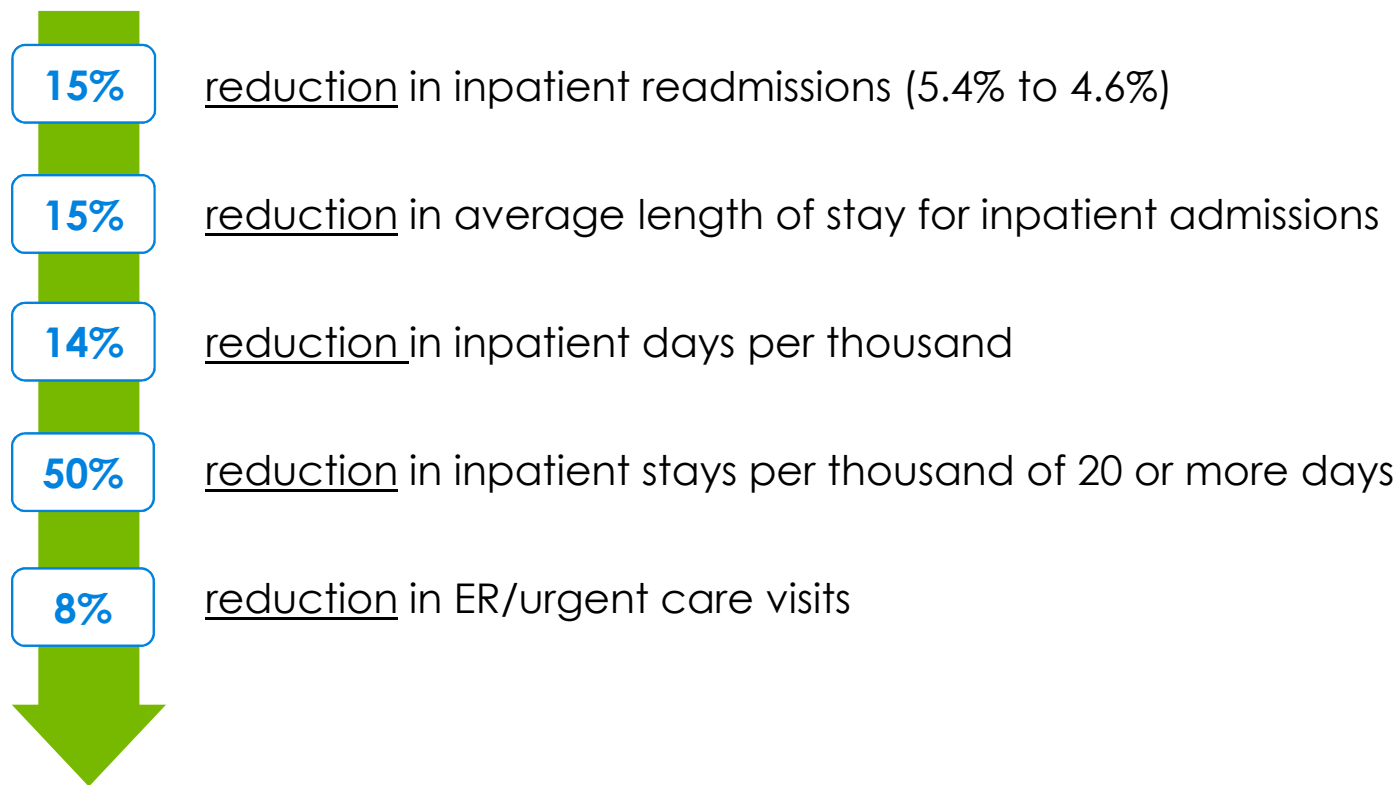 15% reduction in inpatient readmissions (5.4% to 4.6%)
15% reduction in average length of stay for inpatient admissions
14% reduction in inpatient days per thousand
50% reduction in inpatient stays per thousand of 20 or more days
8% reduction in ER/urgent care visits